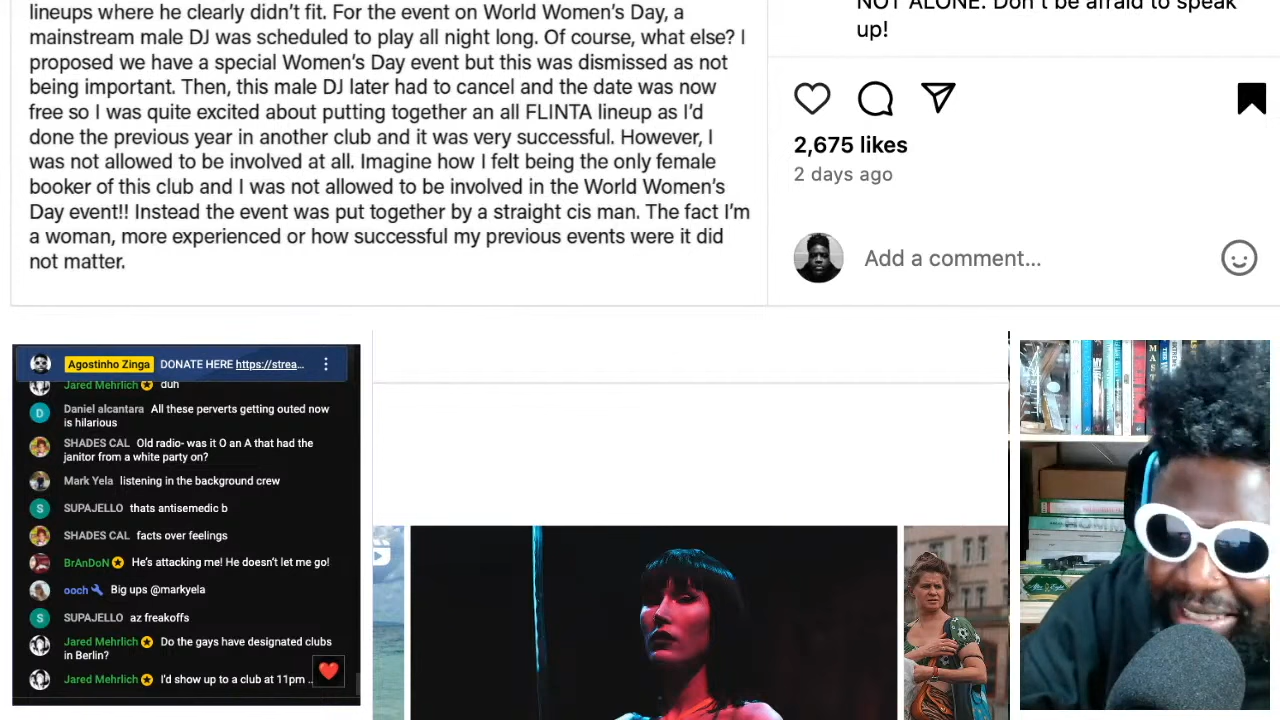 lineups where he clearly didn't fit. For the event on World Women's Day, a
mainstream male DJ was scheduled to play all night long. Of course, what else? I
proposed we have a special Women's Day event but this was dismissed as not
being important. Then, this male DJ later had to cancel and the date was now
free so I was quite excited about putting together an all FLINTA lineup as I'd
done the previous year in another club and it was very successful. However, I
was not allowed to be involved at all. Imagine how I felt being the only female
booker of this club and I was not allowed to be involved in the World Women's
Day event!! Instead the event was put together by a straight cis man. The fact I'm
a woman, more experienced or how successful my previous events were it did
not matter.
NOT ALONE. Don't be afraid to speak
up!
2,675 likes
2 days ago
Add a comment...
Agostinho Zinga DONATE HERE https://strea...
Jared Mehrlich duh
D Daniel alcantara All these perverts getting outed now
is hilarious
SHADES CAL Old radio- was it O an A that had the
janitor from a white party on?
Mark Yela listening in the background crew
S SUPAJELLO thats antisemedic b
SHADES CAL facts over feelings
BrAnDoN He's attacking me! He doesn't let me go!
ooch Big ups @markyela
S SUPAJELLO az freakoffs
Jared Mehrlich Do the gays have designated clubs
in Berlin?
Jared Mehrlich I'd show up to a club at 11pm ..